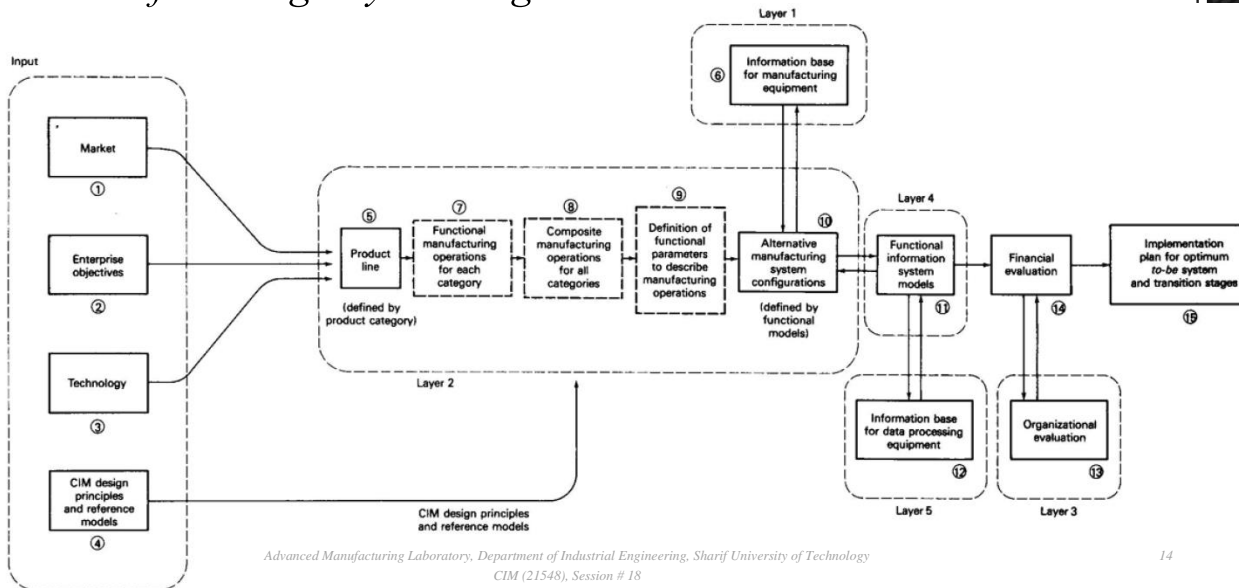 Layer 1
Input
⑥
Information base
for manufacturing
equipment
Market
①
Enterprise
objectives
②
Technology
③
CIM design
principles
and reference
models
④
⑤
Product
line
(defined by
product category)
⑦
Functional
manufacturing
operations
for each
category
⑧
Composite
manufacturing
operations
for all
categories
⑨
Definition of
functional
parameters
to describe
manufacturing
operations
⑩
Alternative
manufacturing
system
configurations
(defined by
functional
models)
Layer 2
CIM design principles
and reference models
Layer 4
Functional
information
system
models
⑪
Financial
evaluation
⑭
Implementation
plan for optimum
to-be system
and transition stages
⑮
Information base
for data processing
equipment
⑫
Layer 5
Organizational
evaluation
⑬
Layer 3
Advanced Manufacturing Laboratory, Department of Industrial Engineering, Sharif University of Technology
14
CIM (21548), Session # 18